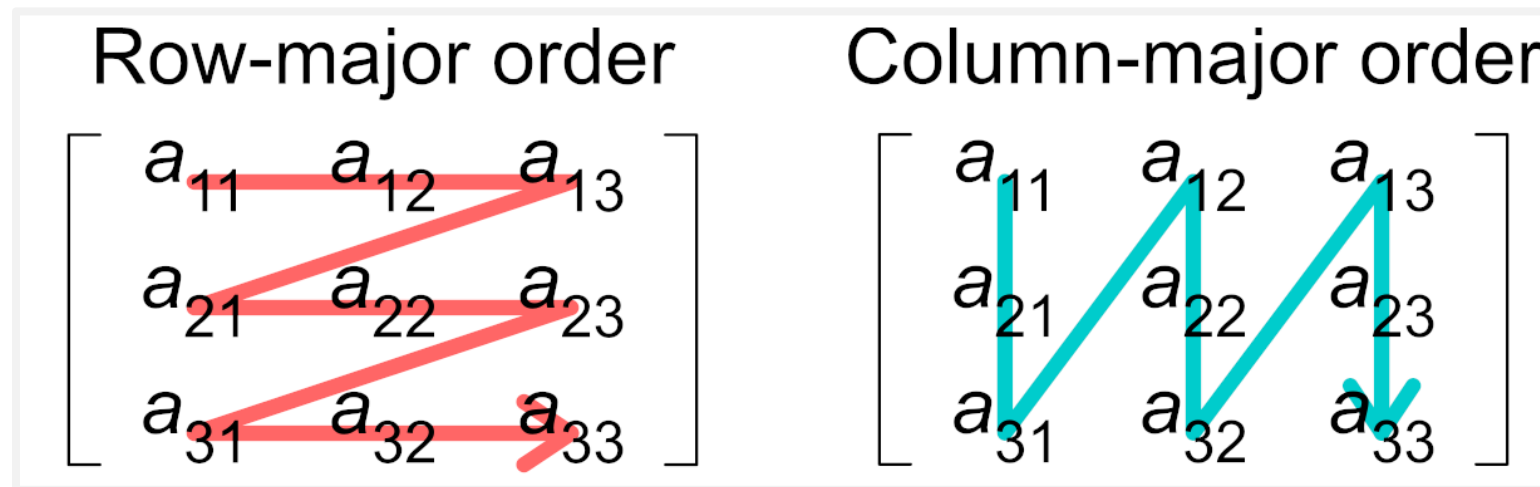 Row-major order
a11 a12 a13
a21 a22 a23
a31 a32 a33
Column-major order
a11 a12 a13
a21 a22 a23
a31 a32 a33